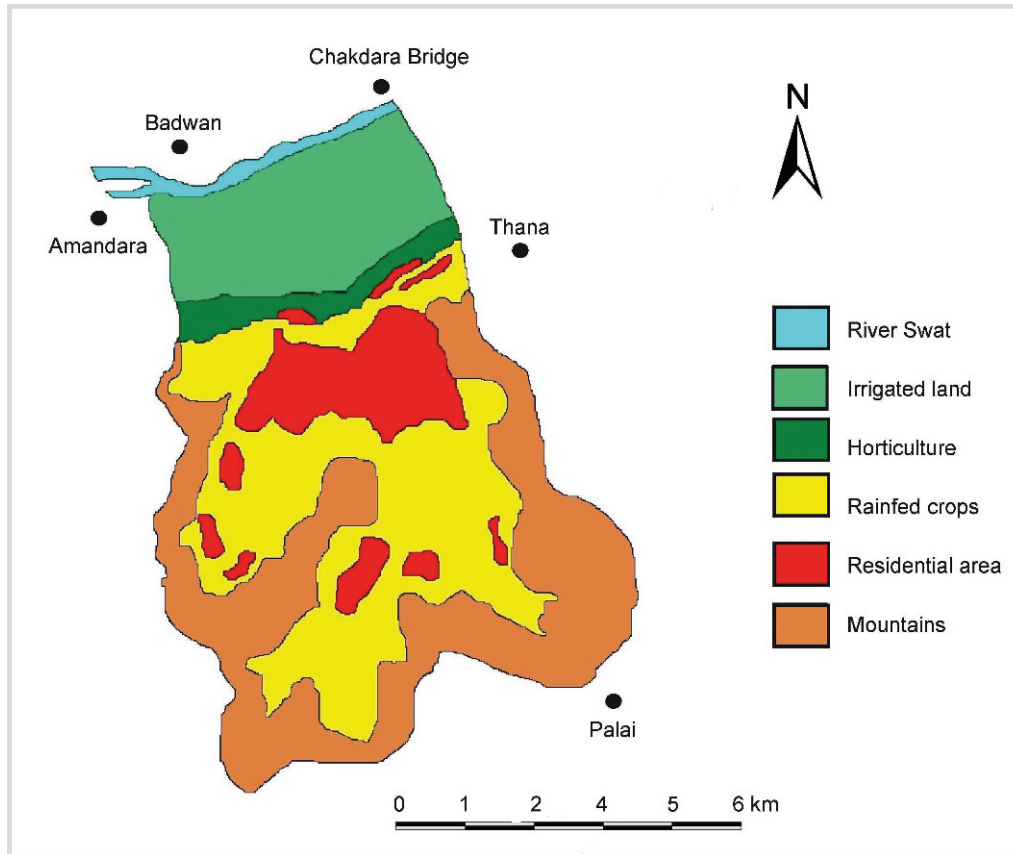 Chakdara Bridge
N
Badwan
Amandara
Thana
River Swat
Irrigated land
Horticulture
Rainfed crops
Residential area
Mountains
Palai
0 1 2 4 5 6 km